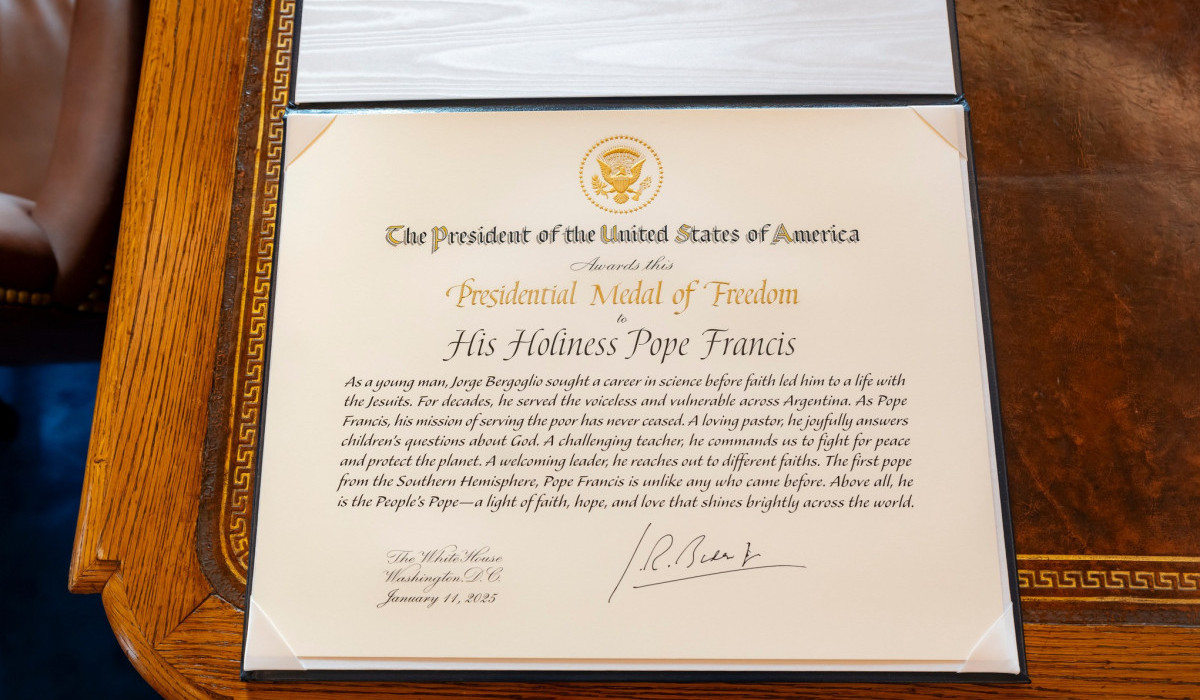 The President of the United States of America
Awards this
Presidential Medal of Freedom
to
His Holiness Pope Francis
As a young man, Jorge Bergoglio sought a career in science before faith led him to a life with
the Jesuits. For decades, he served the voiceless and vulnerable across Argentina. As Pope
Francis, his mission of serving the poor has never ceased. A loving pastor, he joyfully answers
children's questions about God. A challenging teacher, he commands us to fight for peace
and protect the planet. A welcoming leader, he reaches out to different faiths. The first pope
from the Southern Hemisphere, Pope Francis is unlike any who came before. Above all, he
is the People's Pope—a light of faith, hope, and love that shines brightly across the world.
The White House
Washington, D.C.
January 11, 2025
J.R. Biden Jr